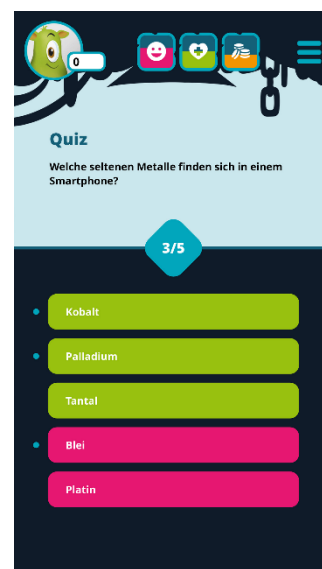 0
Quiz
Welche seltenen Metalle finden sich in einem
Smartphone?
3/5
Kobalt
Palladium
Tantal
Blei
Platin